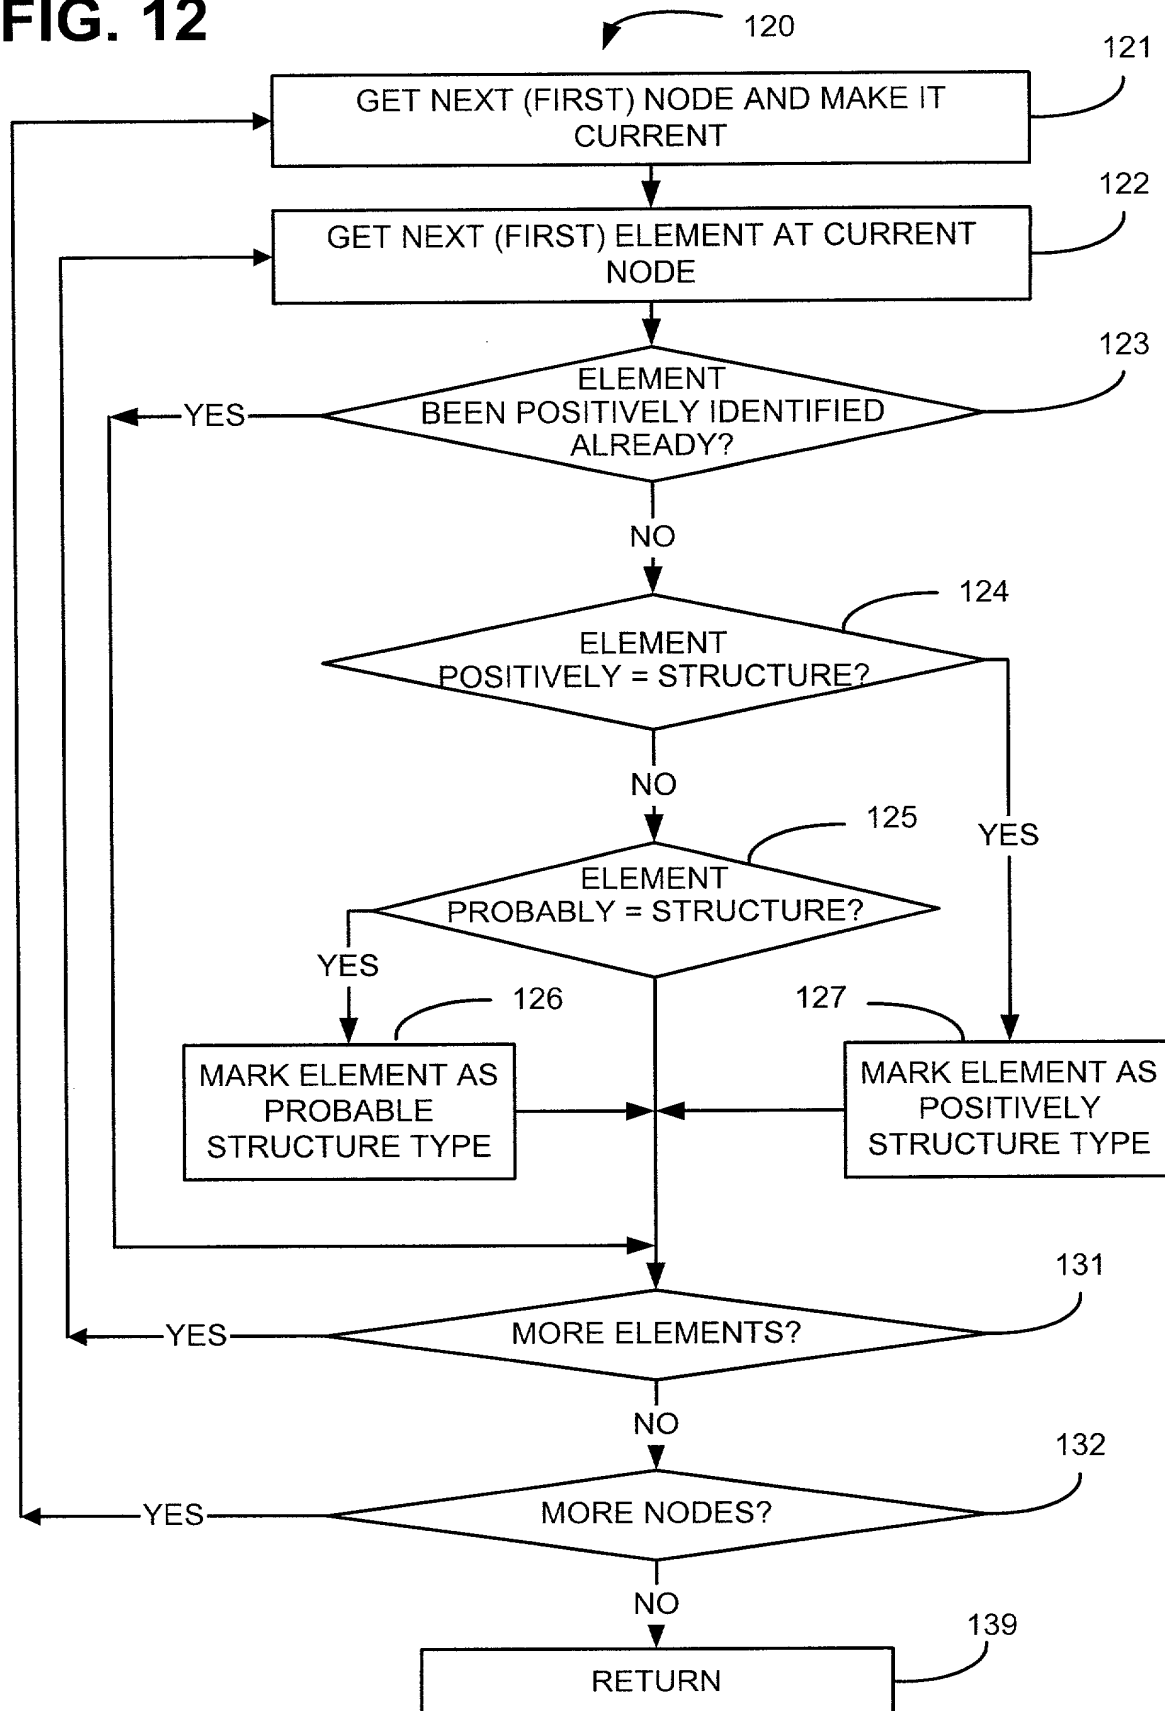 FIG. 12
120
121
GET NEXT (FIRST) NODE AND MAKE IT
CURRENT
122
GET NEXT (FIRST) ELEMENT AT CURRENT
NODE
123
ELEMENT
BEEN POSITIVELY IDENTIFIED
ALREADY?
YES
NO
124
ELEMENT
POSITIVELY = STRUCTURE?
NO
YES
125
ELEMENT
PROBABLY = STRUCTURE?
YES
126
127
MARK ELEMENT AS
PROBABLE
STRUCTURE TYPE
MARK ELEMENT AS
POSITIVELY
STRUCTURE TYPE
131
MORE ELEMENTS?
YES
NO
132
MORE NODES?
YES
NO
139
RETURN